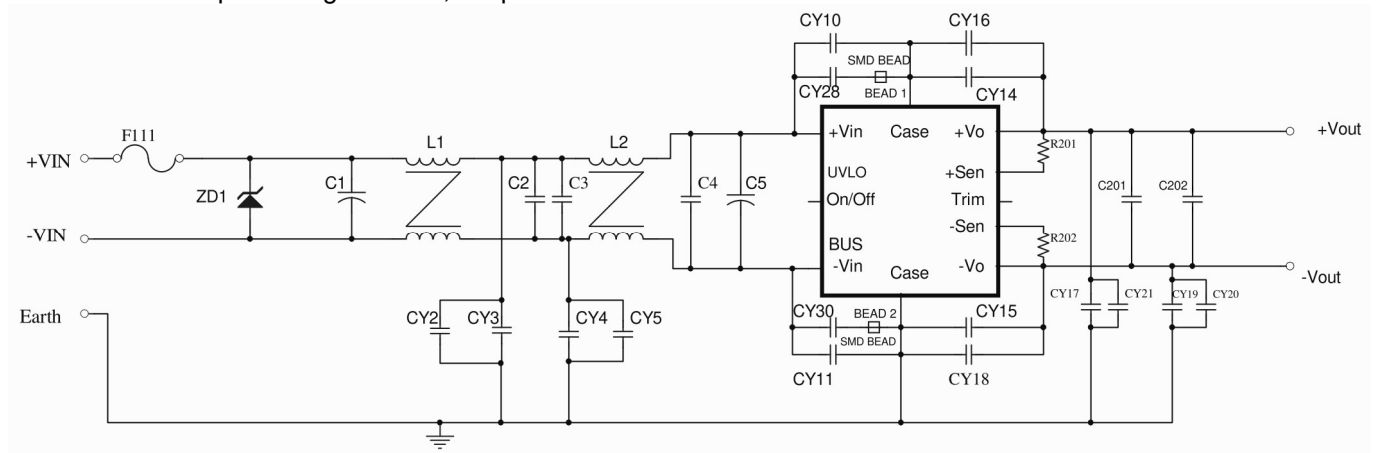 CY10
CY16
SMD BEAD
BEAD 1
CY28
CY14
F111
+VIN
L1
L2
+Vin
Case
+Vo
R201
+Vout
ZD1
C1
C2
C3
C4
C5
UVLO
+Sen
On/Off
Trim
C201
C202
-VIN
-Sen
BUS
R202
-Vin
Case
-Vo
-Vout
CY17
CY21
CY19
CY20
Earth
CY2
CY3
CY4
CY5
CY30
BEAD 2
CY15
SMD BEAD
CY11
CY18